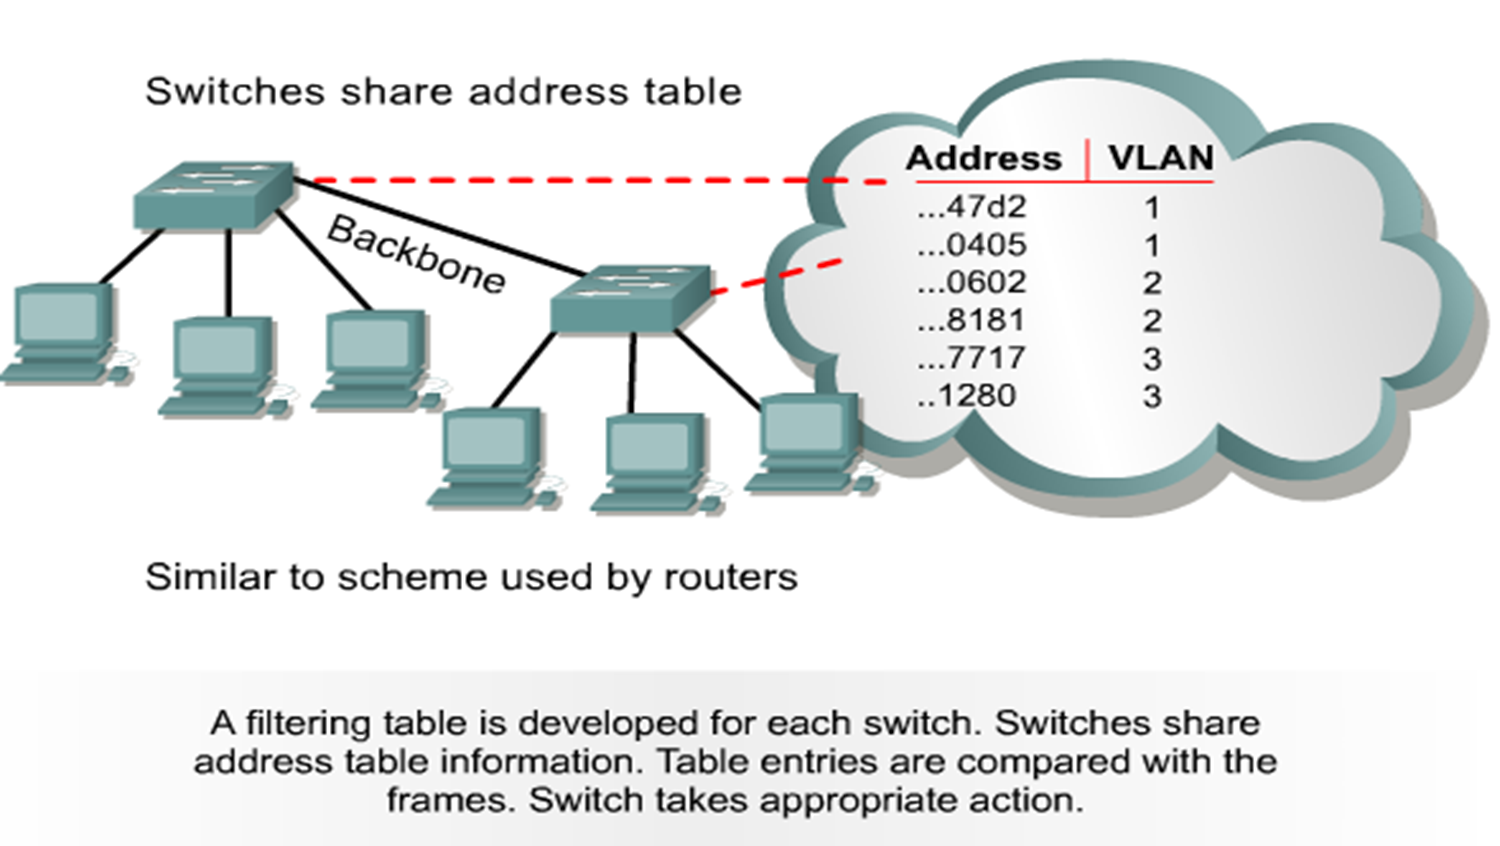 Switches share address table
Address VLAN
...47d2 1
...0405 1
...0602 2
...8181 2
...7717 3
..1280 3
Backbone
Similar to scheme used by routers
A filtering table is developed for each switch. Switches share
address table information. Table entries are compared with the
frames. Switch takes appropriate action.